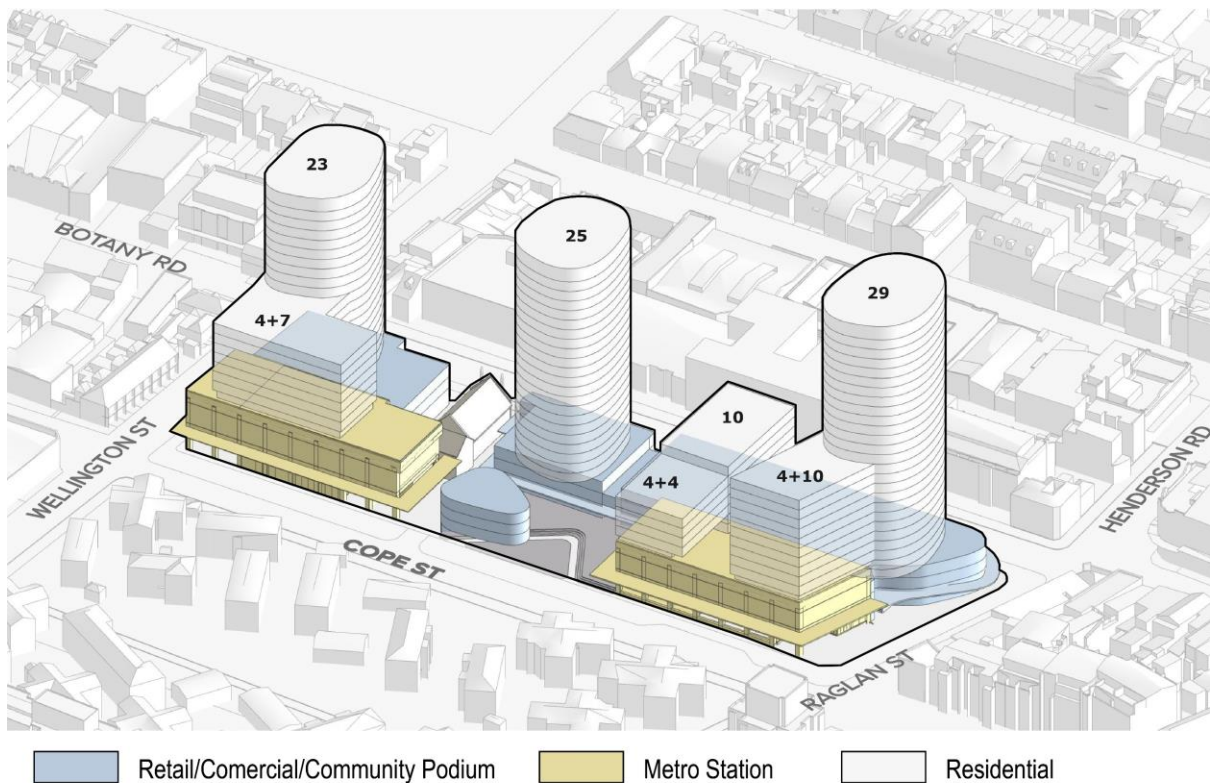 23
25
BOTANY RD
29
4+7
10
4+4
4+10
WELLINGTON ST
HENDERSON RD
COPE ST
RAGLAN ST
Retail/Comercial/Community Podium
Metro Station
Residential